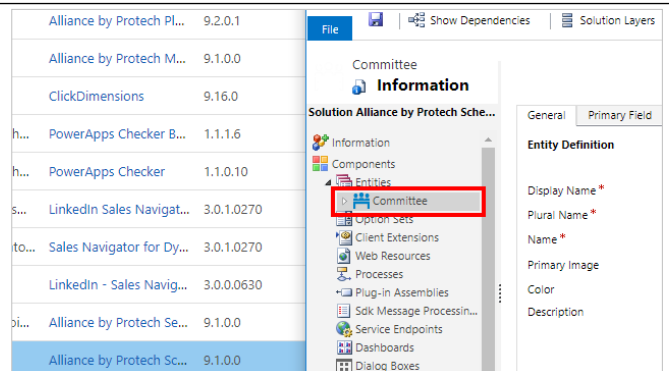 Alliance by Protech Pl... 9.2.0.1
Alliance by Protech M... 9.1.0.0
ClickDimensions 9.16.0
h... PowerApps Checker B... 1.1.1.6
h... PowerApps Checker 1.1.0.10
s... LinkedIn Sales Navigat... 3.0.1.0270
to... Sales Navigator for Dy... 3.0.1.0270
LinkedIn - Sales Navig... 3.0.0.0630
oi... Alliance by Protech Se... 9.1.0.0
Alliance by Protech Sc... 9.1.0.0
File Show Dependencies Solution Layers
Committee
Information
Solution Alliance by Protech Sche...
Information
Components
Entities
Committee
Option Sets
Client Extensions
Web Resources
Processes
Plug-in Assemblies
Sdk Message Processin...
Service Endpoints
Dashboards
Dialog Boxes
General Primary Field
Entity Definition
Display Name *
Plural Name *
Name *
Primary Image
Color
Description